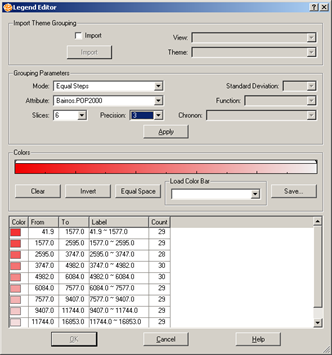 Legend Editor
Import Theme Grouping
Import
View:
Import
Theme:
Grouping Parameters
Mode: Equal Steps
Standard Deviation:
Attribute: Bairros.POP2000
Function:
Slices: 6 Precision: 3 Chronon:
Apply
Colors
Clear Invert Equal Space Load Color Bar Save...
Color From To Label Count
41.9 1577.0 41.9 ~ 1577.0 29
1577.0 2595.0 1577.0 ~ 2595.0 29
2595.0 3747.0 2595.0 ~ 3747.0 28
3747.0 4982.0 3747.0 ~ 4982.0 30
4982.0 6084.0 4982.0 ~ 6084.0 30
6084.0 7577.0 6084.0 ~ 7577.0 29
7577.0 9407.0 7577.0 ~ 9407.0 29
9407.0 11744.0 9407.0 ~ 11744.0 29
11744.0 16853.0 11744.0 ~ 16853.0 29
OK Cancel Help